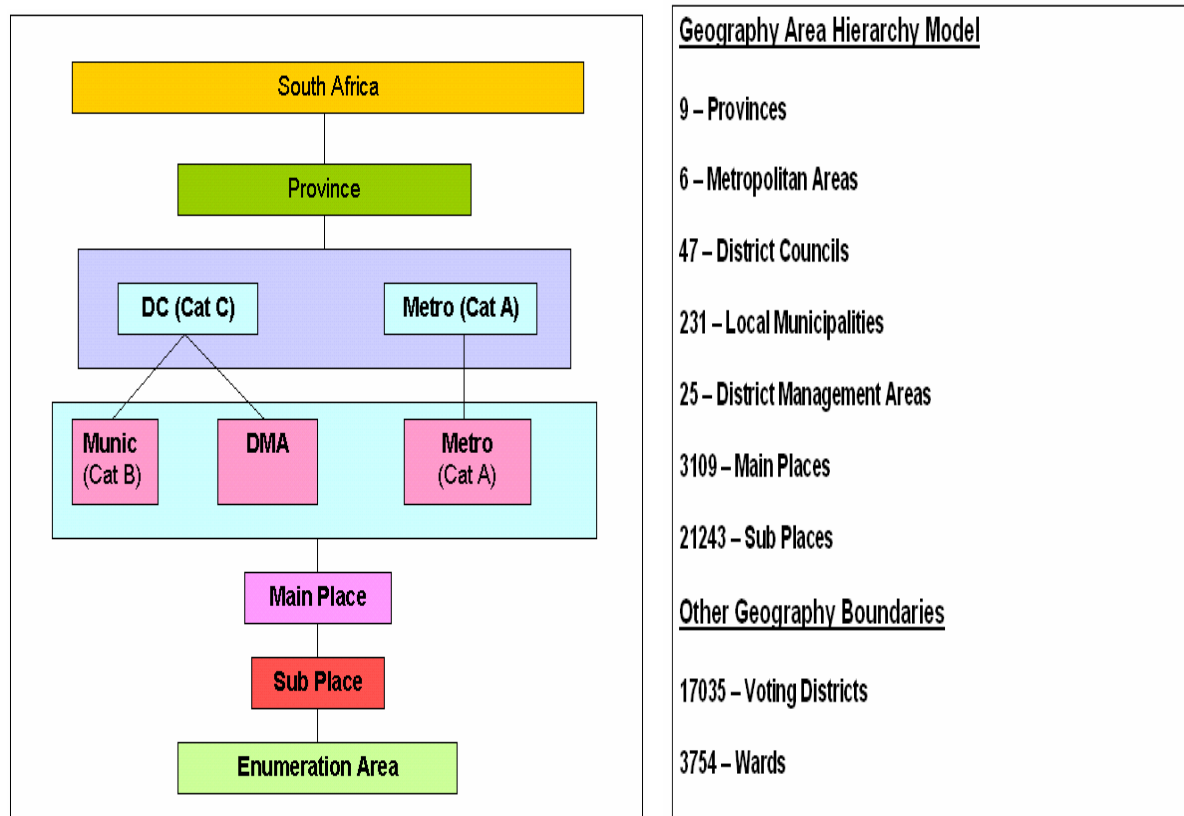 South Africa
Province
DC (Cat C)
Metro (Cat A)
Munic
(Cat B)
DMA
Metro
(Cat A)
Main Place
Sub Place
Enumeration Area
Geography Area Hierarchy Model
9 – Provinces
6 – Metropolitan Areas
47 – District Councils
231 – Local Municipalities
25 – District Management Areas
3109 – Main Places
21243 – Sub Places
Other Geography Boundaries
17035 – Voting Districts
3754 – Wards